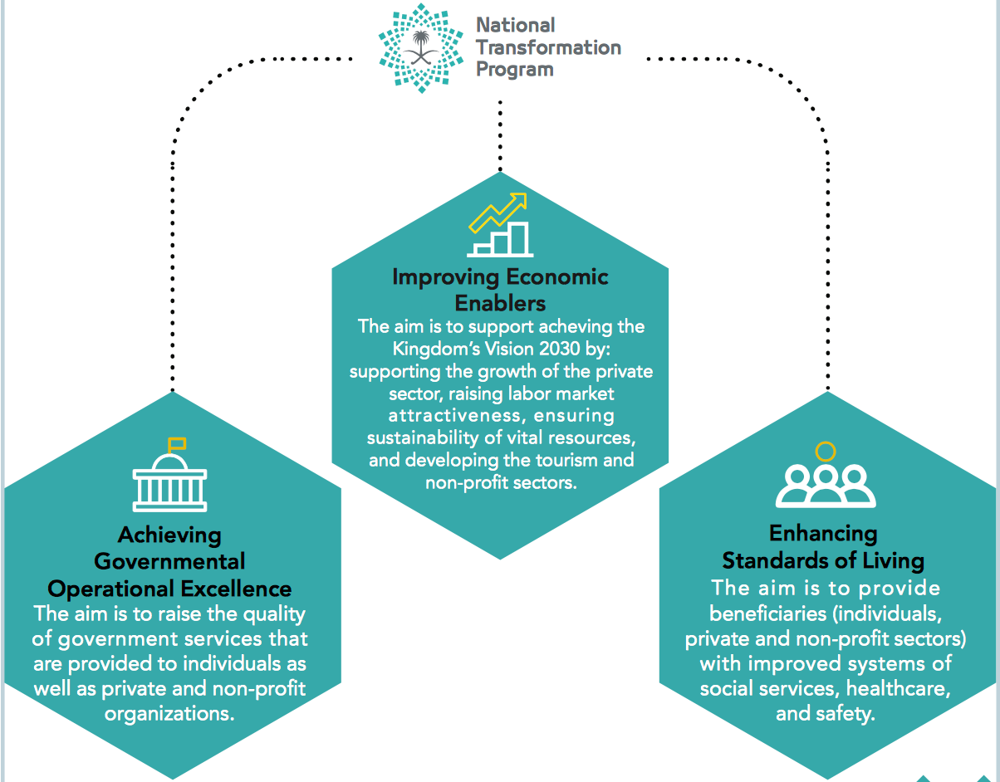 National
Transformation
Program
Improving Economic
Enablers
The aim is to support acheving the
Kingdom’s Vision 2030 by:
supporting the growth of the private
sector, raising labor market
attractiveness, ensuring
sustainability of vital resources,
and developing the tourism and
non-profit sectors.
Achieving
Governmental
Operational Excellence
The aim is to raise the quality
of government services that
are provided to individuals as
well as private and non-profit
organizations.
Enhancing
Standards of Living
The aim is to provide
beneficiaries (individuals,
private and non-profit sectors)
with improved systems of
social services, healthcare,
and safety.